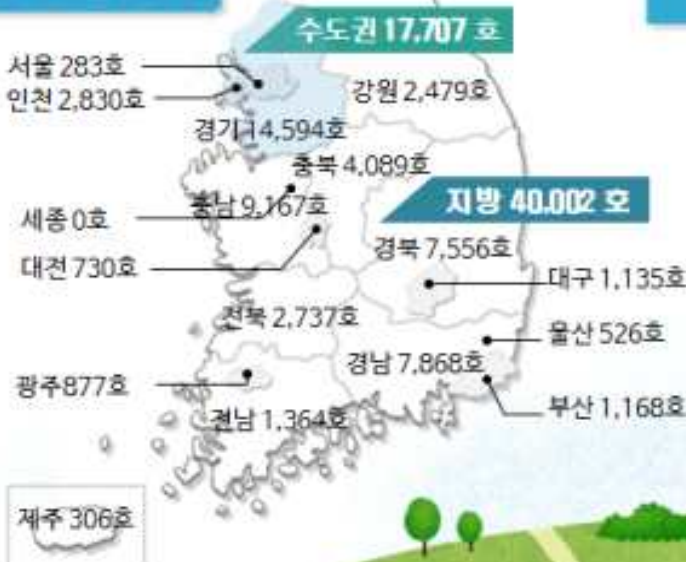 수도권 17.707 호
서울 283호
인천 2,830호
강원 2,479호
경기 14,594호
충북 4,089호
충남 9,167호
지방 40.002 호
세종 0호
대전 730호
경북 7,556호
대구 1,135호
전북 2,737호
울산 526호
경남 7,868호
광주877호
전남 1,364호
부산 1,168호
제주 306호